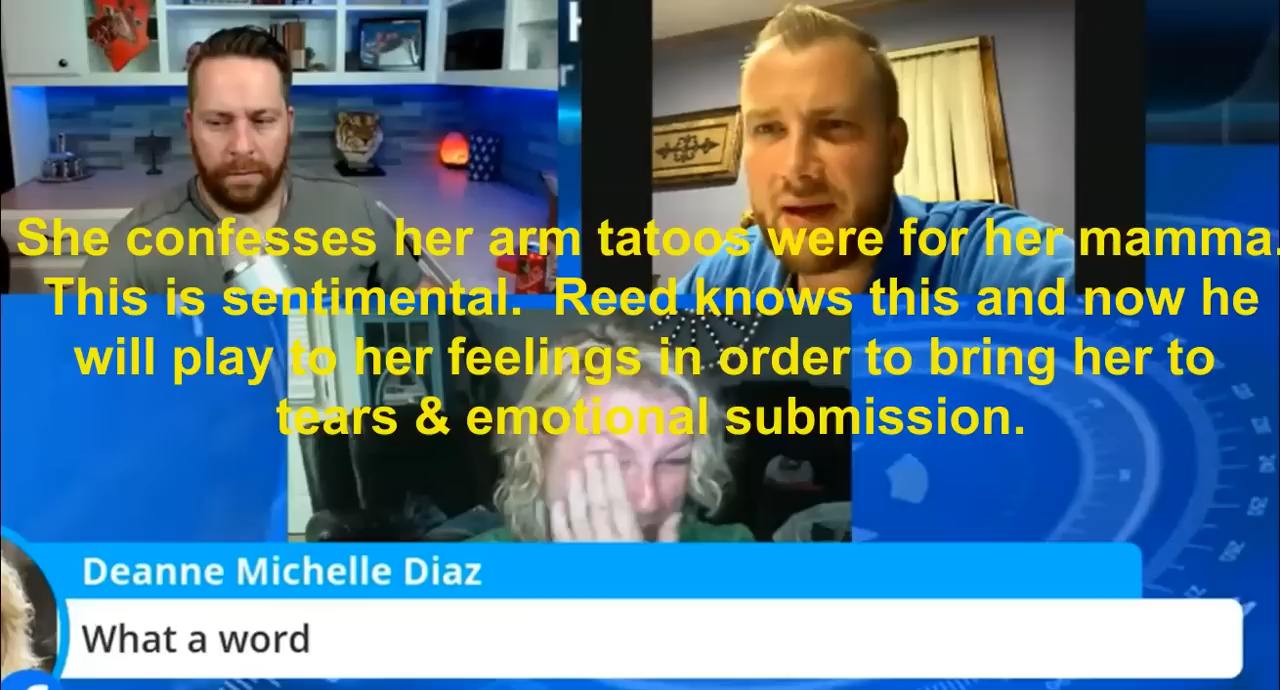 She confesses her arm tatoos were for her mamma.
This is sentimental.  Reed knows this and now he
will play to her feelings in order to bring her to
tears & emotional submission.
Deanne Michelle Diaz
What a word